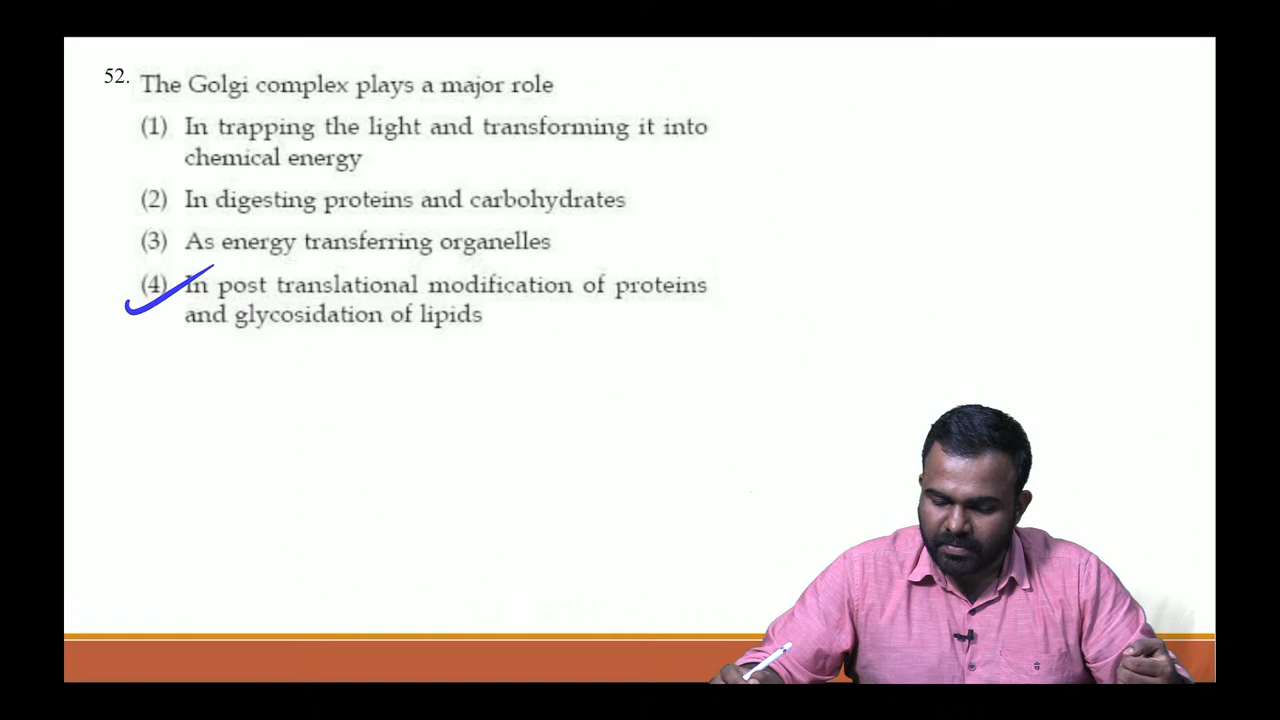 52. The Golgi complex plays a major role
(1) In trapping the light and transforming it into
chemical energy
(2) In digesting proteins and carbohydrates
(3) As energy transferring organelles
(4) In post translational modification of proteins
and glycosidation of lipids